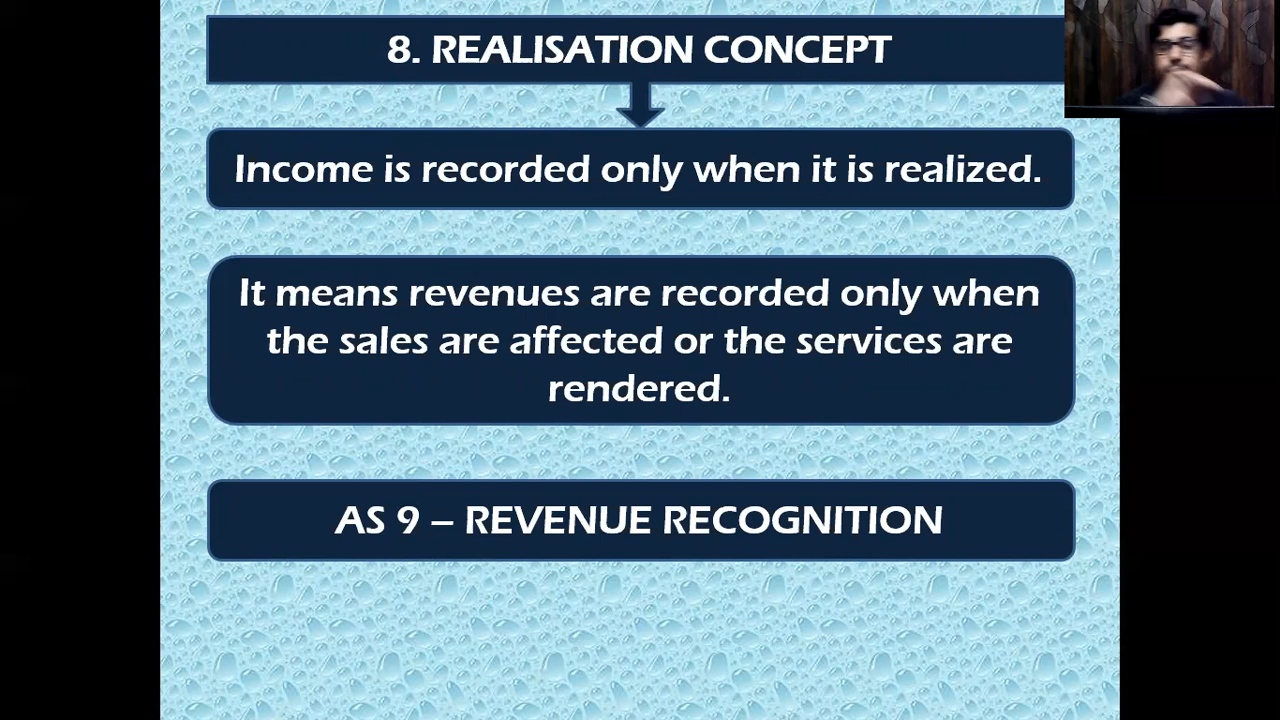 8. REALISATION CONCEPT
Income is recorded only when it is realized.
It means revenues are recorded only when
the sales are affected or the services are
rendered.
AS 9 – REVENUE RECOGNITION